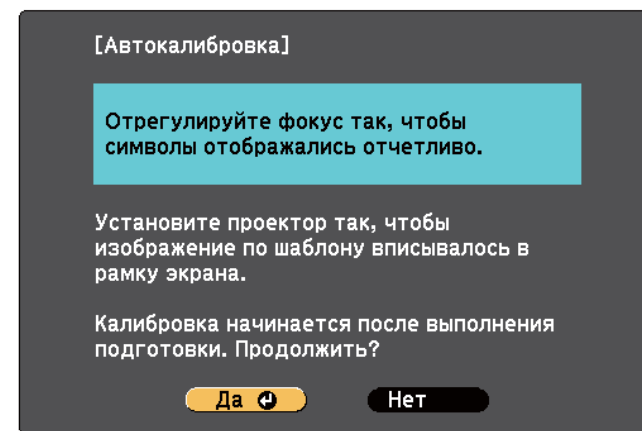 [Автокалибровка]
Отрегулируйте фокус так, чтобы
символы отображались отчетливо.
Установите проектор так, чтобы
изображение по шаблону вписывалось в
рамку экрана.
Калибровка начинается после выполнения
подготовки. Продолжить?
Да Нет